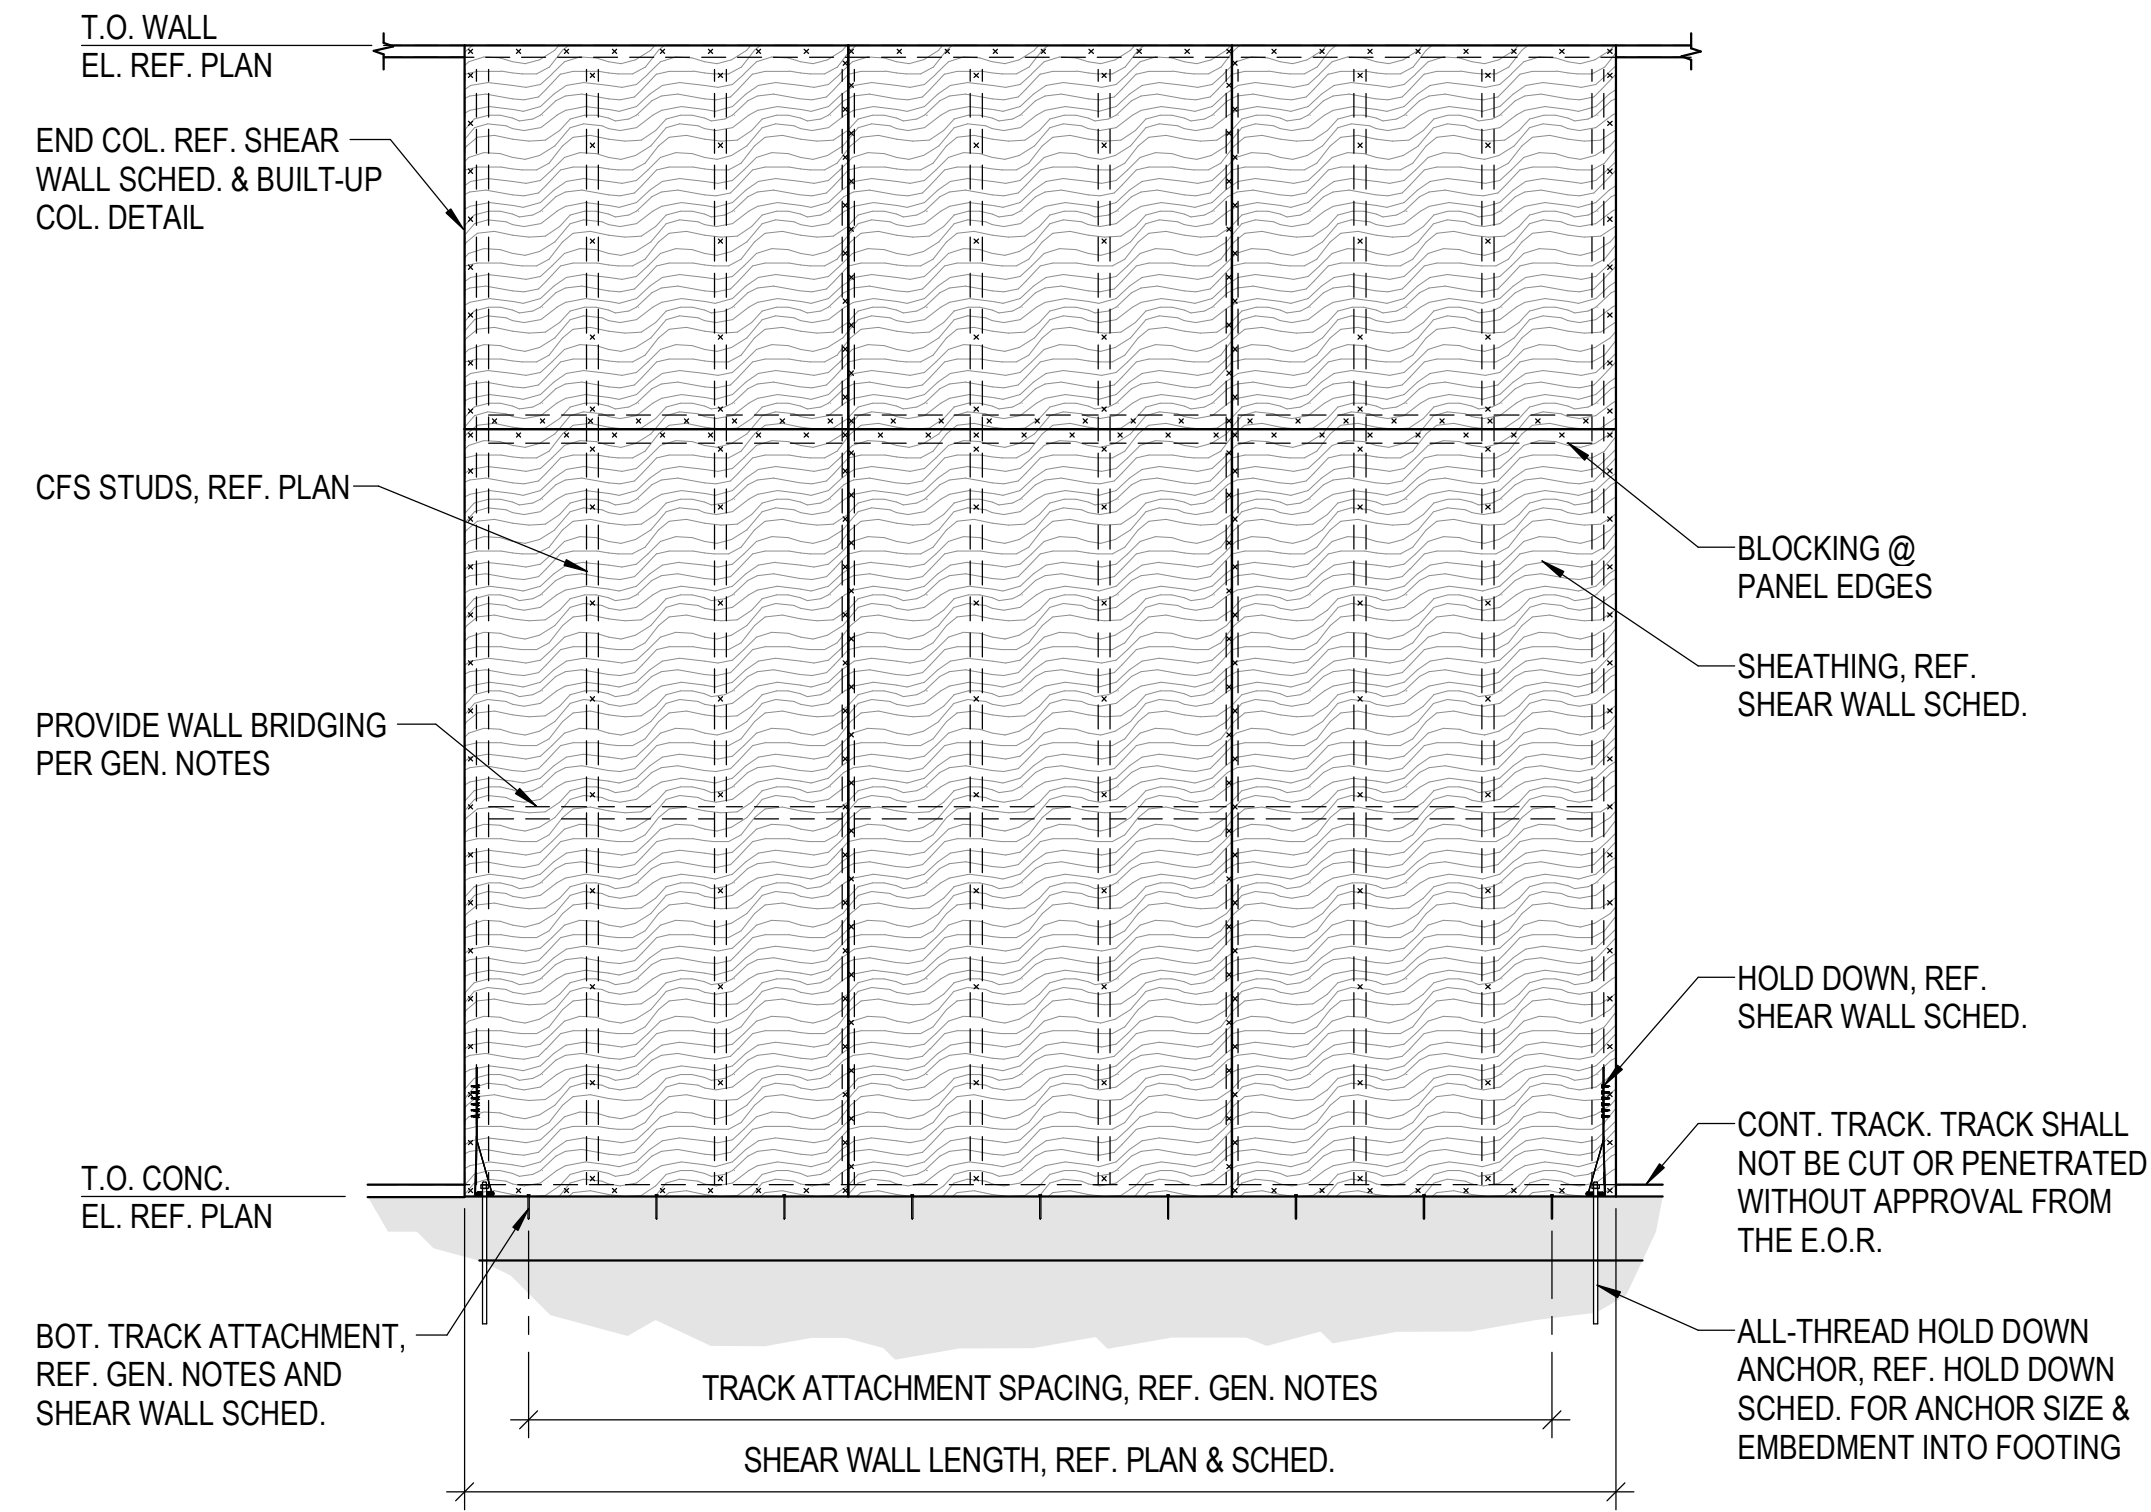 T.O. WALL
EL. REF. PLAN
END COL. REF. SHEAR
WALL SCHED. & BUILT-UP
COL. DETAIL
CFS STUDS, REF. PLAN
PROVIDE WALL BRIDGING
PER GEN. NOTES
T.O. CONC.
EL. REF. PLAN
BOT. TRACK ATTACHMENT,
REF. GEN. NOTES AND
SHEAR WALL SCHED.
BLOCKING @
PANEL EDGES
SHEATHING, REF.
SHEAR WALL SCHED.
HOLD DOWN, REF.
SHEAR WALL SCHED.
CONT. TRACK. TRACK SHALL
NOT BE CUT OR PENETRATED
WITHOUT APPROVAL FROM
THE E.O.R.
ALL-THREAD HOLD DOWN
ANCHOR, REF. HOLD DOWN
SCHED. FOR ANCHOR SIZE &
EMBEDMENT INTO FOOTING
TRACK ATTACHMENT SPACING, REF. GEN. NOTES
SHEAR WALL LENGTH, REF. PLAN & SCHED.